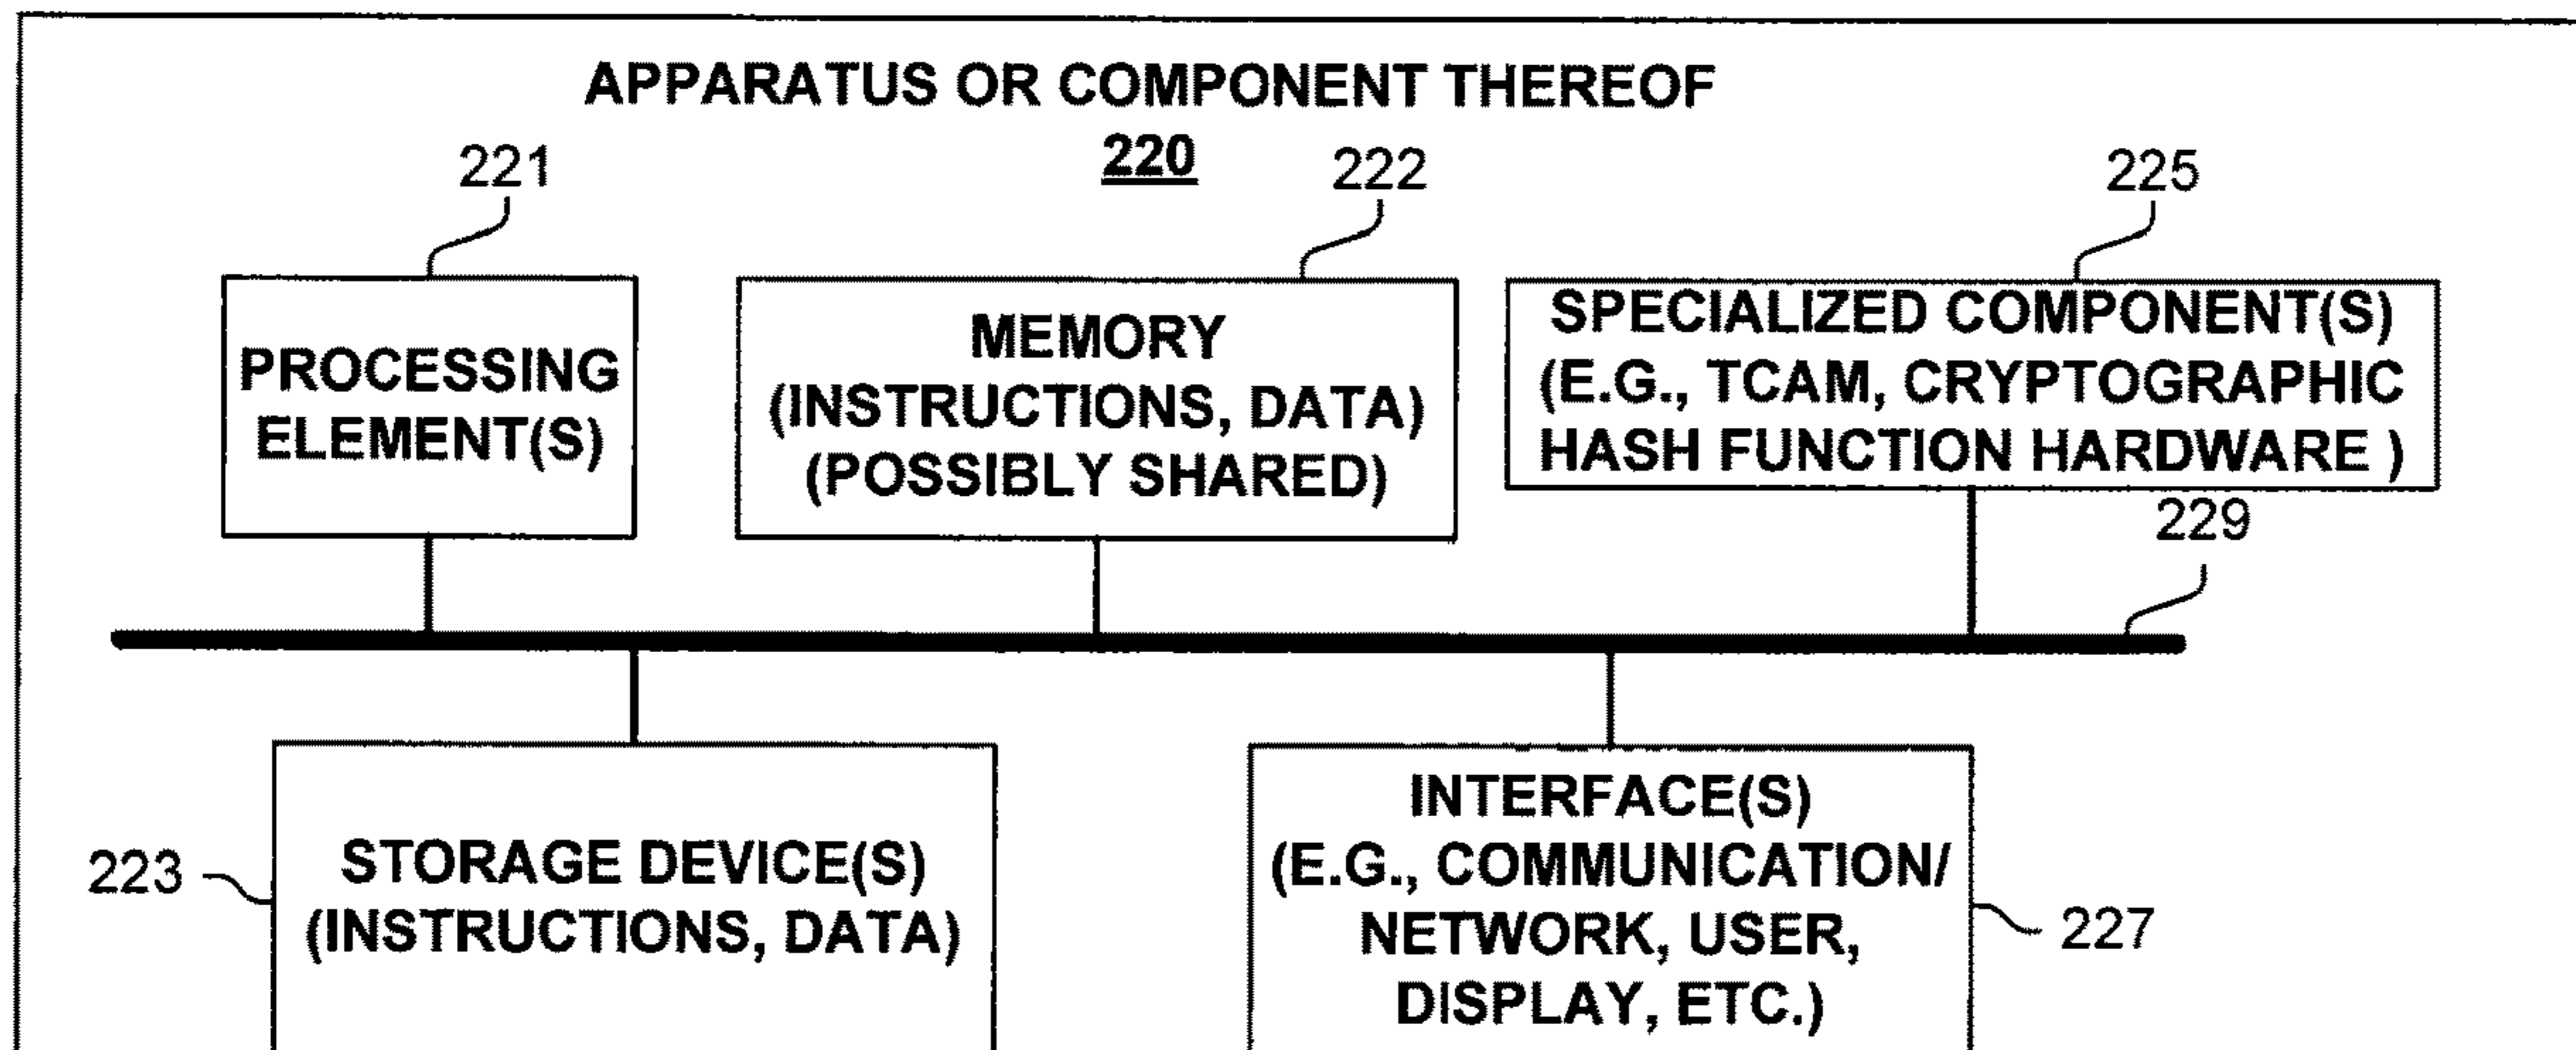 APPARATUS OR COMPONENT THEREOF
220
221
222
225
PROCESSING
ELEMENT(S)
MEMORY
(INSTRUCTIONS, DATA)
(POSSIBLY SHARED)
SPECIALIZED COMPONENT(S)
(E.G., TCAM, CRYPTOGRAPHIC
HASH FUNCTION HARDWARE )
229
223
STORAGE DEVICE(S)
(INSTRUCTIONS, DATA)
INTERFACE(S)
(E.G., COMMUNICATION/
NETWORK, USER,
DISPLAY, ETC.)
227